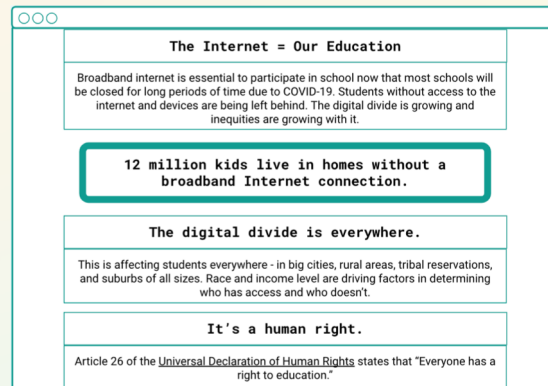 The Internet = Our Education
Broadband internet is essential to participate in school now that most schools will
be closed for long periods of time due to COVID-19. Students without access to the
internet and devices are being left behind. The digital divide is growing and
inequities are growing with it.
12 million kids live in homes without a
broadband Internet connection.
The digital divide is everywhere.
This is affecting students everywhere - in big cities, rural areas, tribal reservations,
and suburbs of all sizes. Race and income level are driving factors in determining
who has access and who doesn't.
It's a human right.
Article 26 of the Universal Declaration of Human Rights states that “Everyone has a
right to education.”